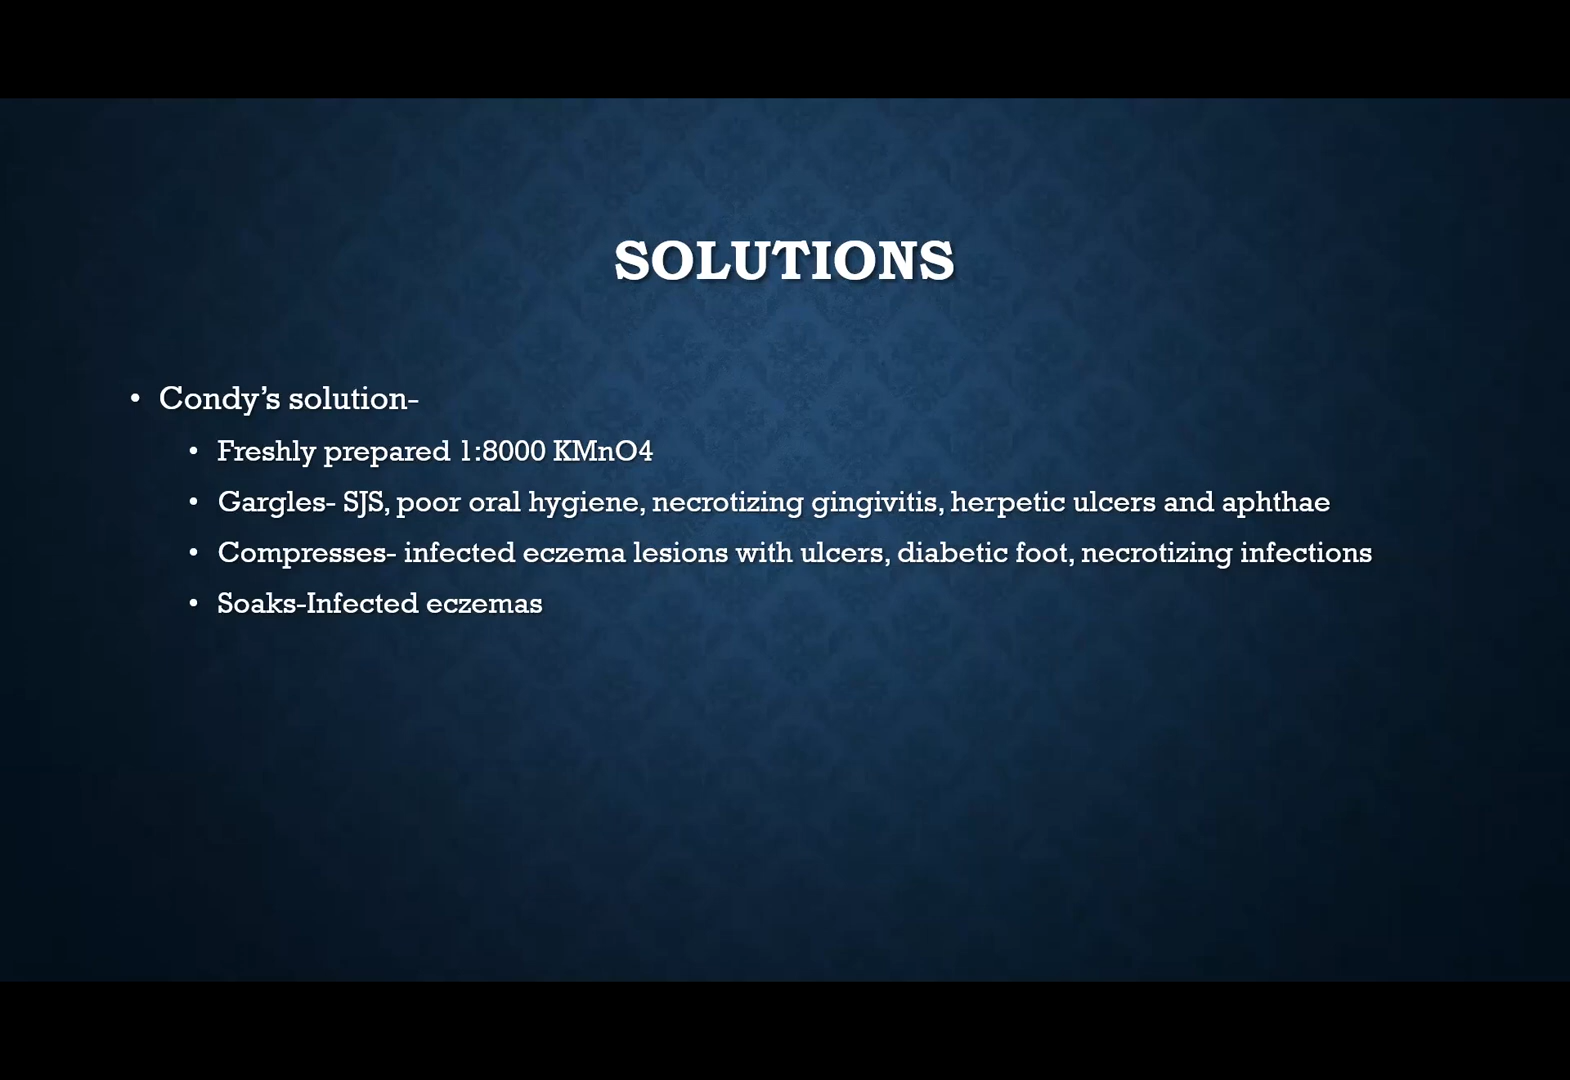 SOLUTIONS
• Condy's solution-
• Freshly prepared 1:8000 KMnO4
• Gargles- SJS, poor oral hygiene, necrotizing gingivitis, herpetic ulcers and aphthae
• Compresses- infected eczema lesions with ulcers, diabetic foot, necrotizing infections
• Soaks-Infected eczemas